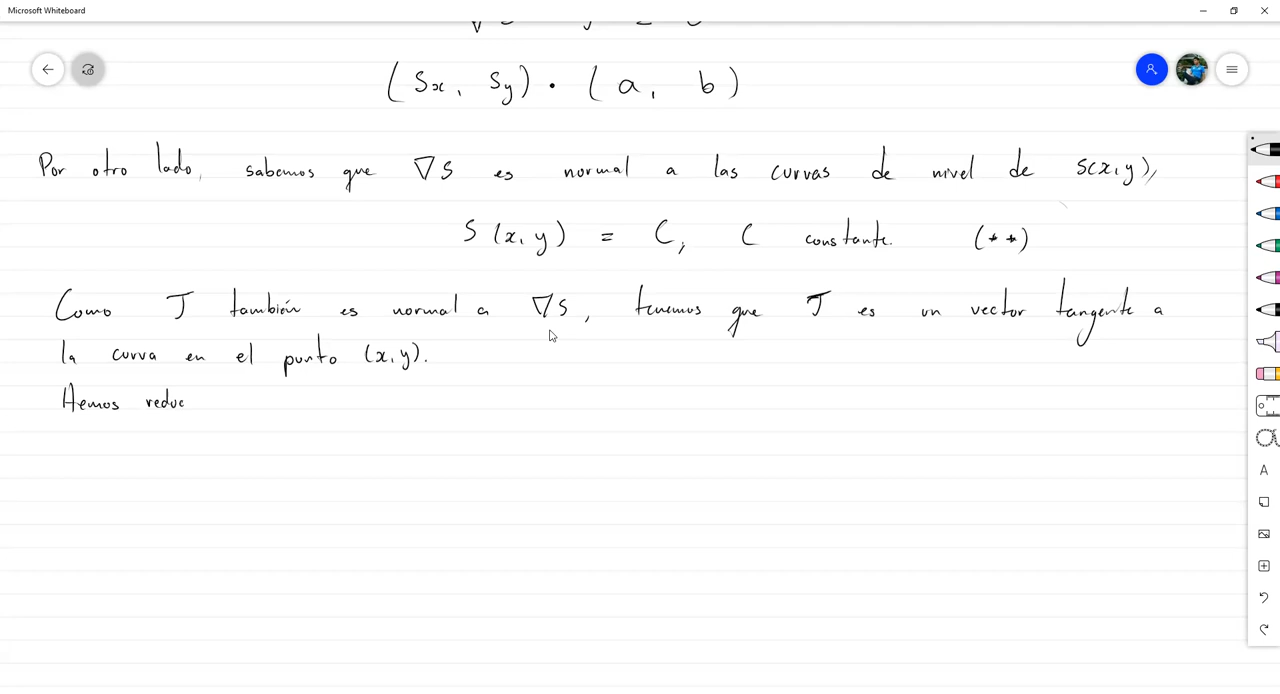 Microsoft Whiteboard
(Sx, Sy) • (a, b)
Por otro lado, sabemos que ∇S es normal a las curvas de nivel de S(x,y),
S(x,y) = C, C constante. (**)
Como J también es normal a ∇S, tenemos que J es un vector tangente a
la curva en el punto (x,y).
Hemos reduc
A